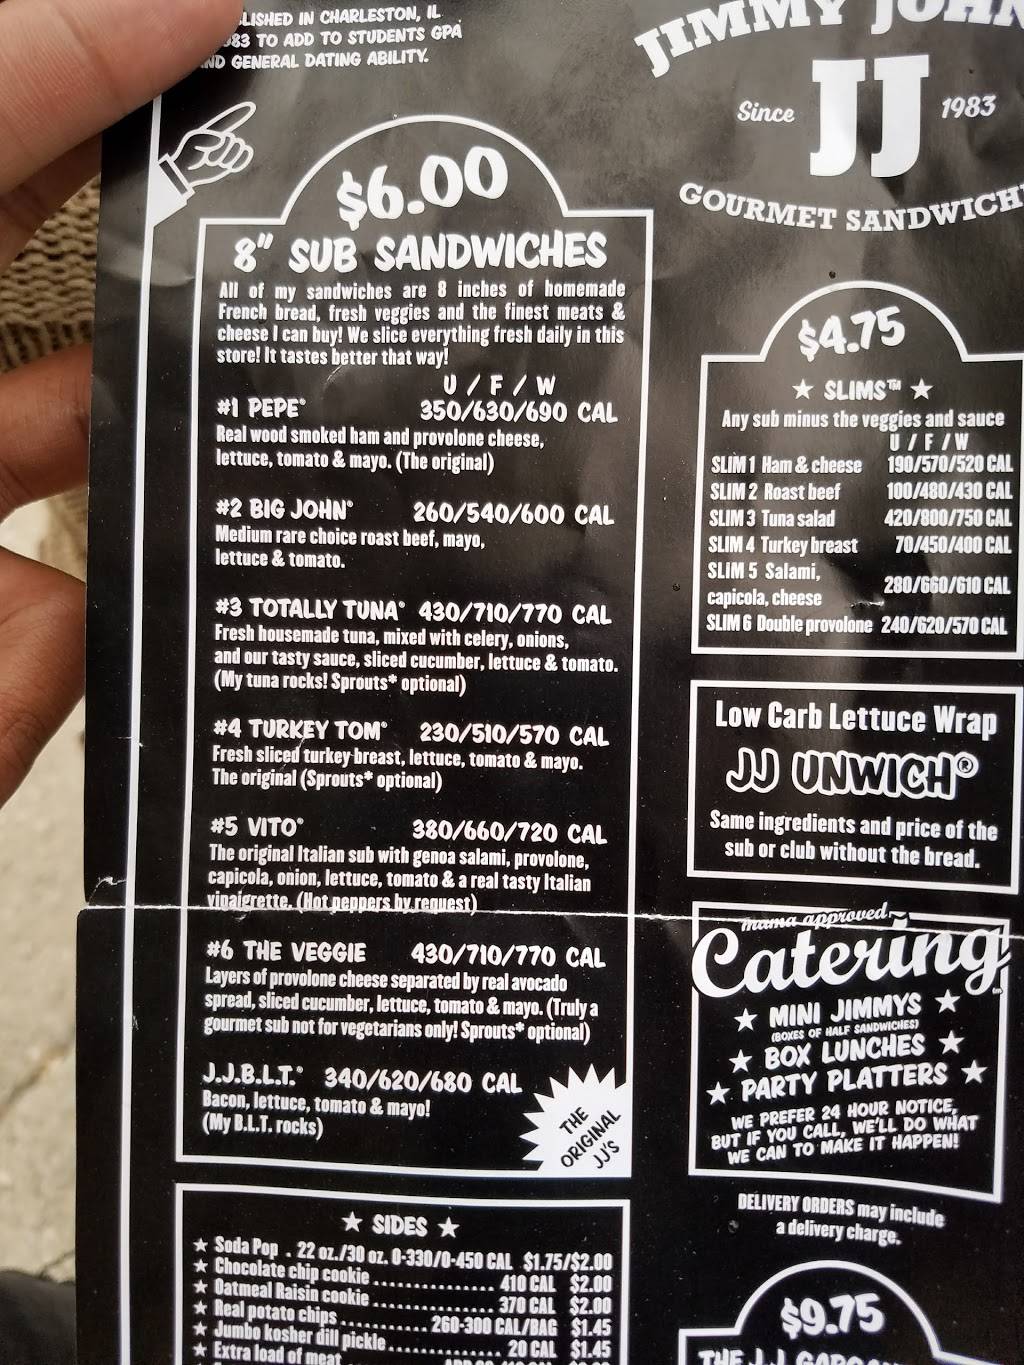 LISHED IN CHARLESTON, IL
83 TO ADD TO STUDENTS GPA
ND GENERAL DATING ABILITY.
$6.00
8" SUB SANDWICHES
All of my sandwiches are 8 inches of homemade
French bread, fresh veggies and the finest meats &
cheese I can buy! We slice everything fresh daily in this
store! It tastes better that way!
U / F / W
#1 PEPE® 350/630/690 CAL
Real wood smoked ham and provolone cheese,
lettuce, tomato & mayo. (The original)
#2 BIG JOHN® 260/540/600 CAL
Medium rare choice roast beef, mayo,
lettuce & tomato.
#3 TOTALLY TUNA® 430/710/770 CAL
Fresh housemade tuna, mixed with celery, onions,
and our tasty sauce, sliced cucumber, lettuce & tomato.
(My tuna rocks! Sprouts* optional)
#4 TURKEY TOM® 230/510/570 CAL
Fresh sliced turkey breast, lettuce, tomato & mayo.
The original (Sprouts* optional)
#5 VITO® 380/660/720 CAL
The original Italian sub with genoa salami, provolone,
capicola, onion, lettuce, tomato & a real tasty Italian
vinaigrette. (Hot peppers by request)
#6 THE VEGGIE 430/710/770 CAL
Layers of provolone cheese separated by real avocado
spread, sliced cucumber, lettuce, tomato & mayo. (Truly a
gourmet sub not for vegetarians only! Sprouts* optional)
J.J.B.L.T.® 340/620/680 CAL
Bacon, lettuce, tomato & mayo!
(My B.L.T. rocks)
THE
ORIGINAL
JJ'S
★ SIDES ★
★ Soda Pop . 22 oz./30 oz. 0-330/0-450 CAL $1.75/$2.00
★ Chocolate chip cookie ............... 410 CAL $2.00
★ Oatmeal Raisin cookie ............... 370 CAL $2.00
★ Real potato chips ........... 260-300 CAL/BAG $1.45
★ Jumbo kosher dill pickle ............... 20 CAL $1.45
★ Extra load of meat
JIMMY JOHN
Since JJ 1983
GOURMET SANDWICH
$4.75
★ SLIMS™ ★
Any sub minus the veggies and sauce
U / F / W
SLIM 1 Ham & cheese 190/570/520 CAL
SLIM 2 Roast beef 100/480/430 CAL
SLIM 3 Tuna salad 420/800/750 CAL
SLIM 4 Turkey breast 70/450/400 CAL
SLIM 5 Salami,
capicola, cheese 280/660/610 CAL
SLIM 6 Double provolone 240/620/570 CAL
Low Carb Lettuce Wrap
JJ UNWICH®
Same ingredients and price of the
sub or club without the bread.
mama approved
Catering
★ MINI JIMMYS ★
(BOXES OF HALF SANDWICHES)
★ BOX LUNCHES ★
★ PARTY PLATTERS ★
WE PREFER 24 HOUR NOTICE,
BUT IF YOU CALL, WE'LL DO WHAT
WE CAN TO MAKE IT HAPPEN!
DELIVERY ORDERS may include
a delivery charge.
$9.75
THE J.J.